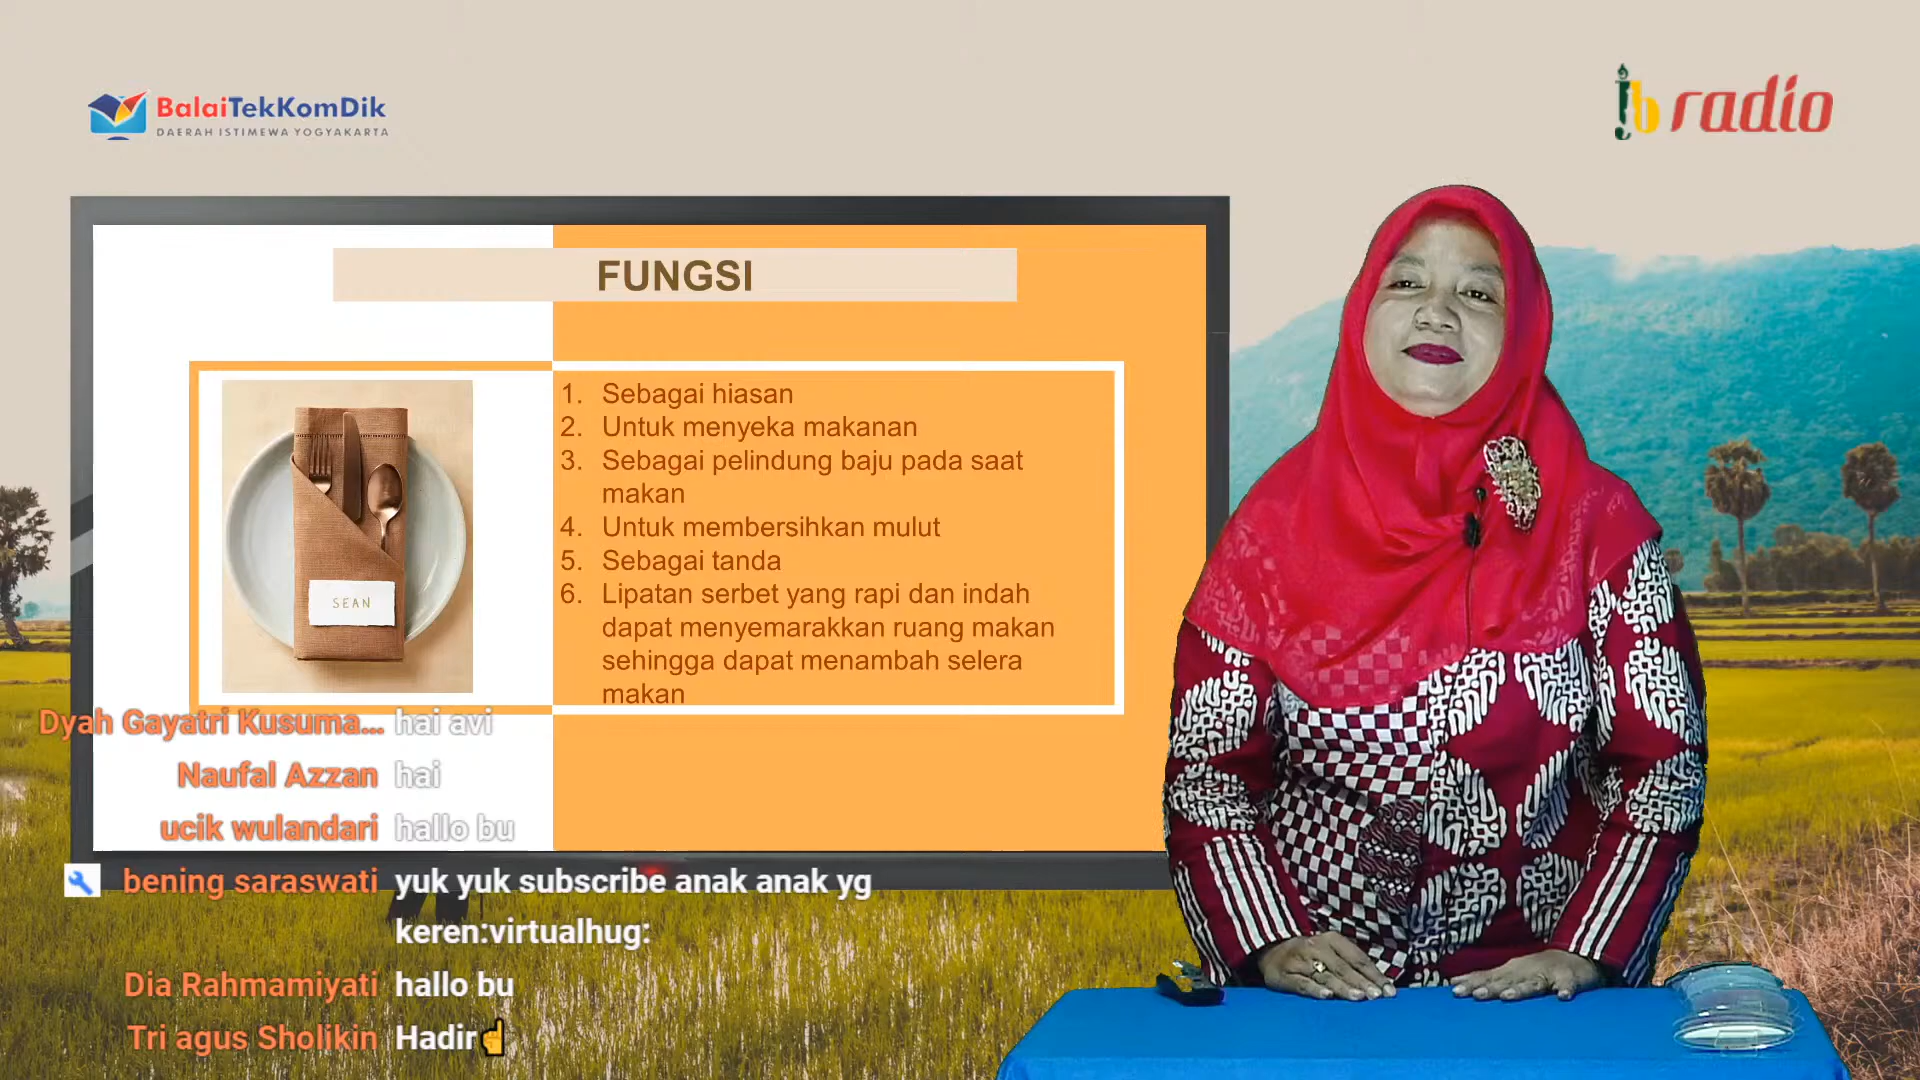 BalaiTekKomDik
DAERAH ISTIMEWA YOGYAKARTA
jb radio
FUNGSI
SEAN
1. Sebagai hiasan
2. Untuk menyeka makanan
3. Sebagai pelindung baju pada saat
makan
4. Untuk membersihkan mulut
5. Sebagai tanda
6. Lipatan serbet yang rapi dan indah
dapat menyemarakkan ruang makan
sehingga dapat menambah selera
makan
Dyah Gayatri Kusuma... hai avi
Naufal Azzan hai
ucik wulandari hallo bu
bening saraswati yuk yuk subscribe anak anak yg
keren:virtualhug:
Dia Rahmamiyati hallo bu
Tri agus Sholikin Hadir☝